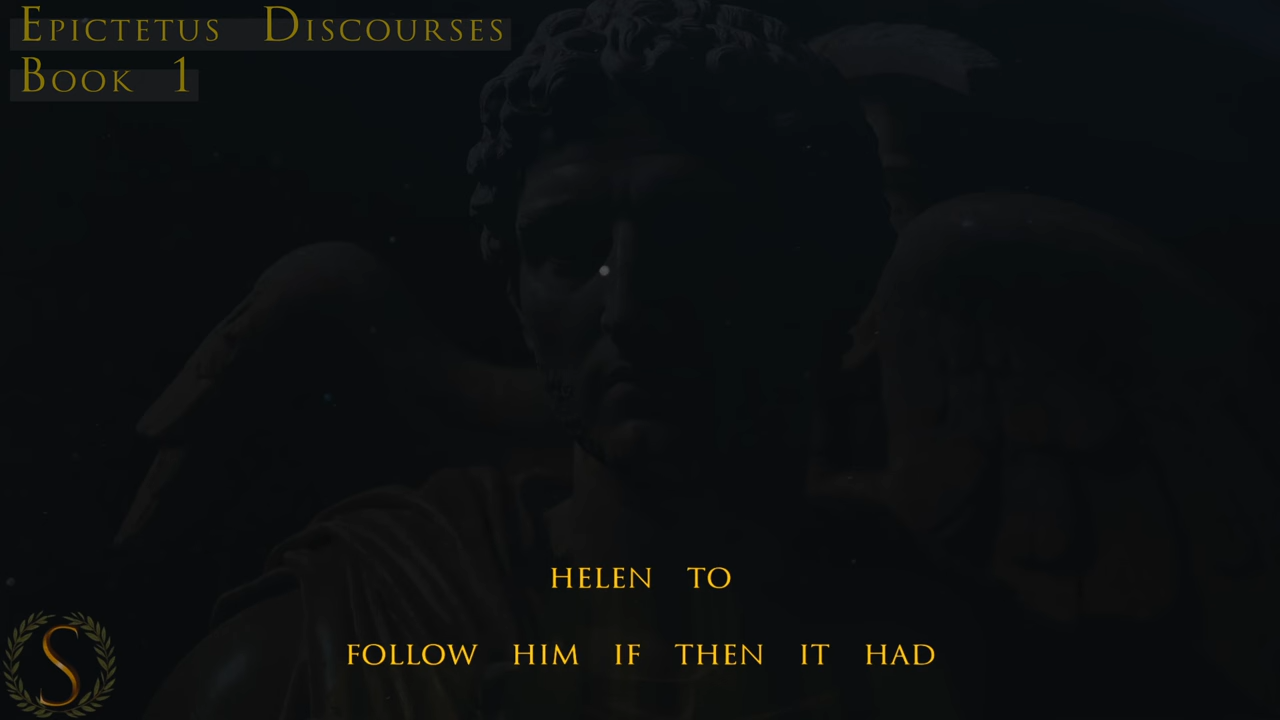 Epictetus Discourses
Book 1
HELEN TO
FOLLOW HIM IF THEN IT HAD
S